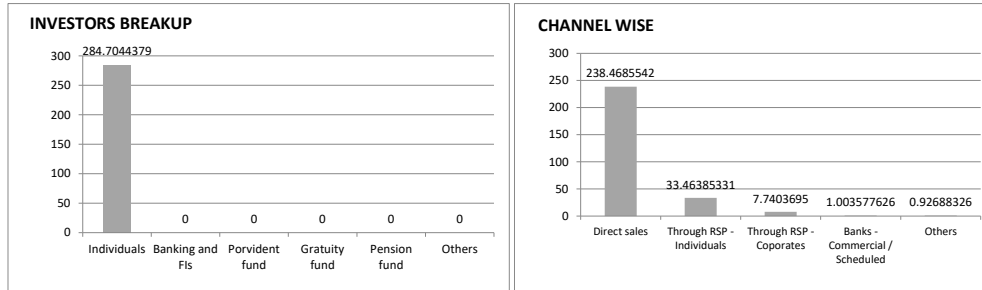 INVESTORS BREAKUP
284.7044379
300
250
200
150
100
50
0
0
0
0
0
0
Individuals
Banking and
FIs
Porvident
fund
Gratuity
fund
Pension
fund
Others
CHANNEL WISE
300
250
200
150
100
50
0
238.4685542
33.46385331
7.7403695
1.003577626
0.92688326
Direct sales
Through RSP -
Individuals
Through RSP -
Coporates
Banks -
Commercial /
Scheduled
Others